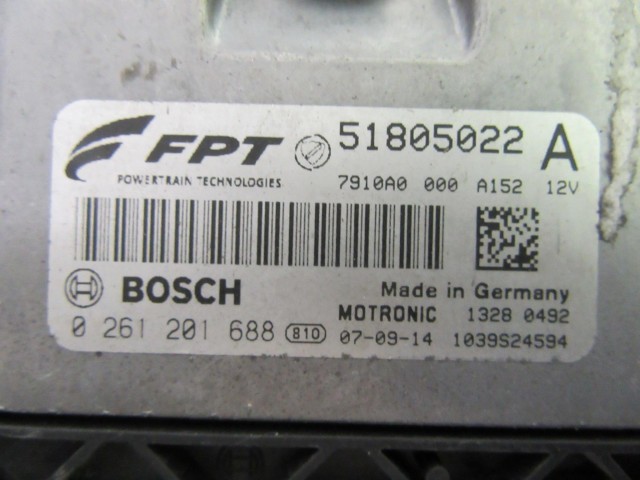 FPT 51805022 A
POWERTRAIN TECHNOLOGIES 7910A0 000 A152 12V
BOSCH Made in Germany
MOTRONIC 1328 0492
0 261 201 688 810 07-09-14 1039S24594